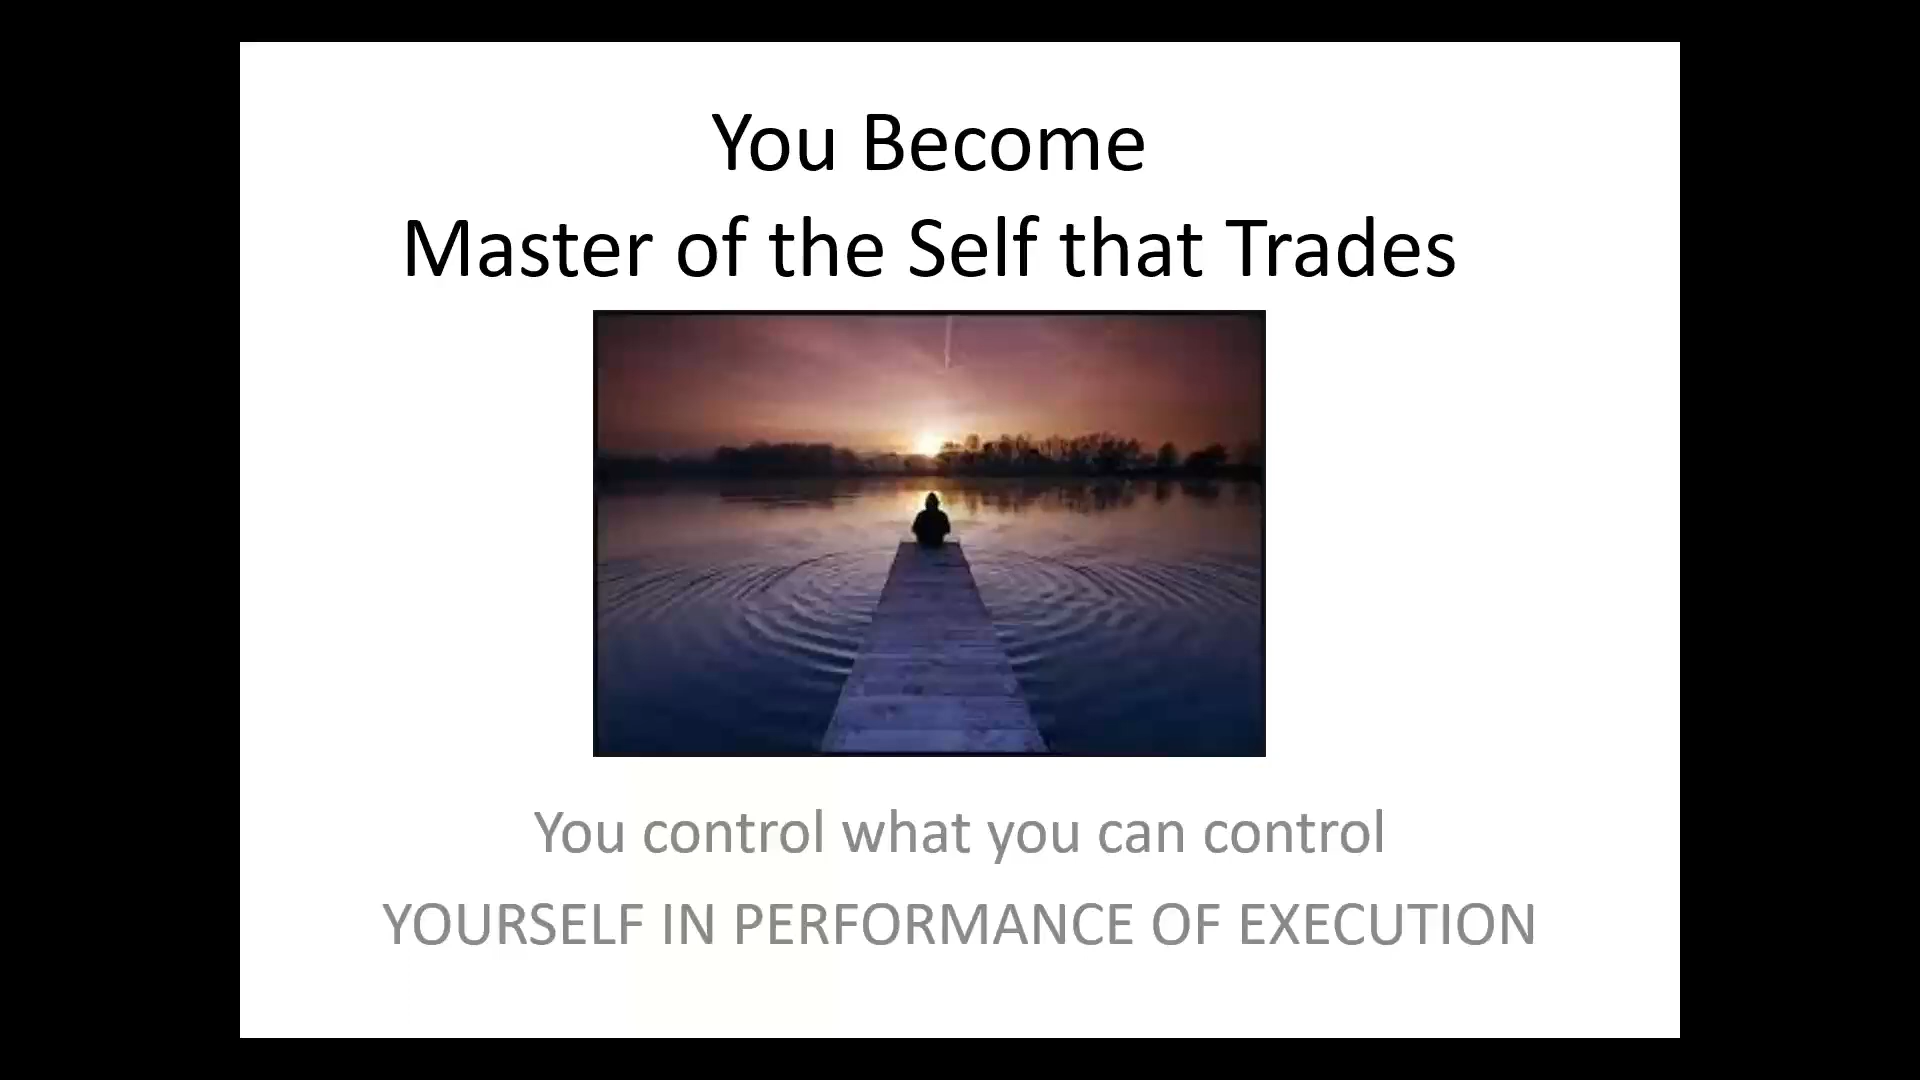 You Become
Master of the Self that Trades
You control what you can control
YOURSELF IN PERFORMANCE OF EXECUTION